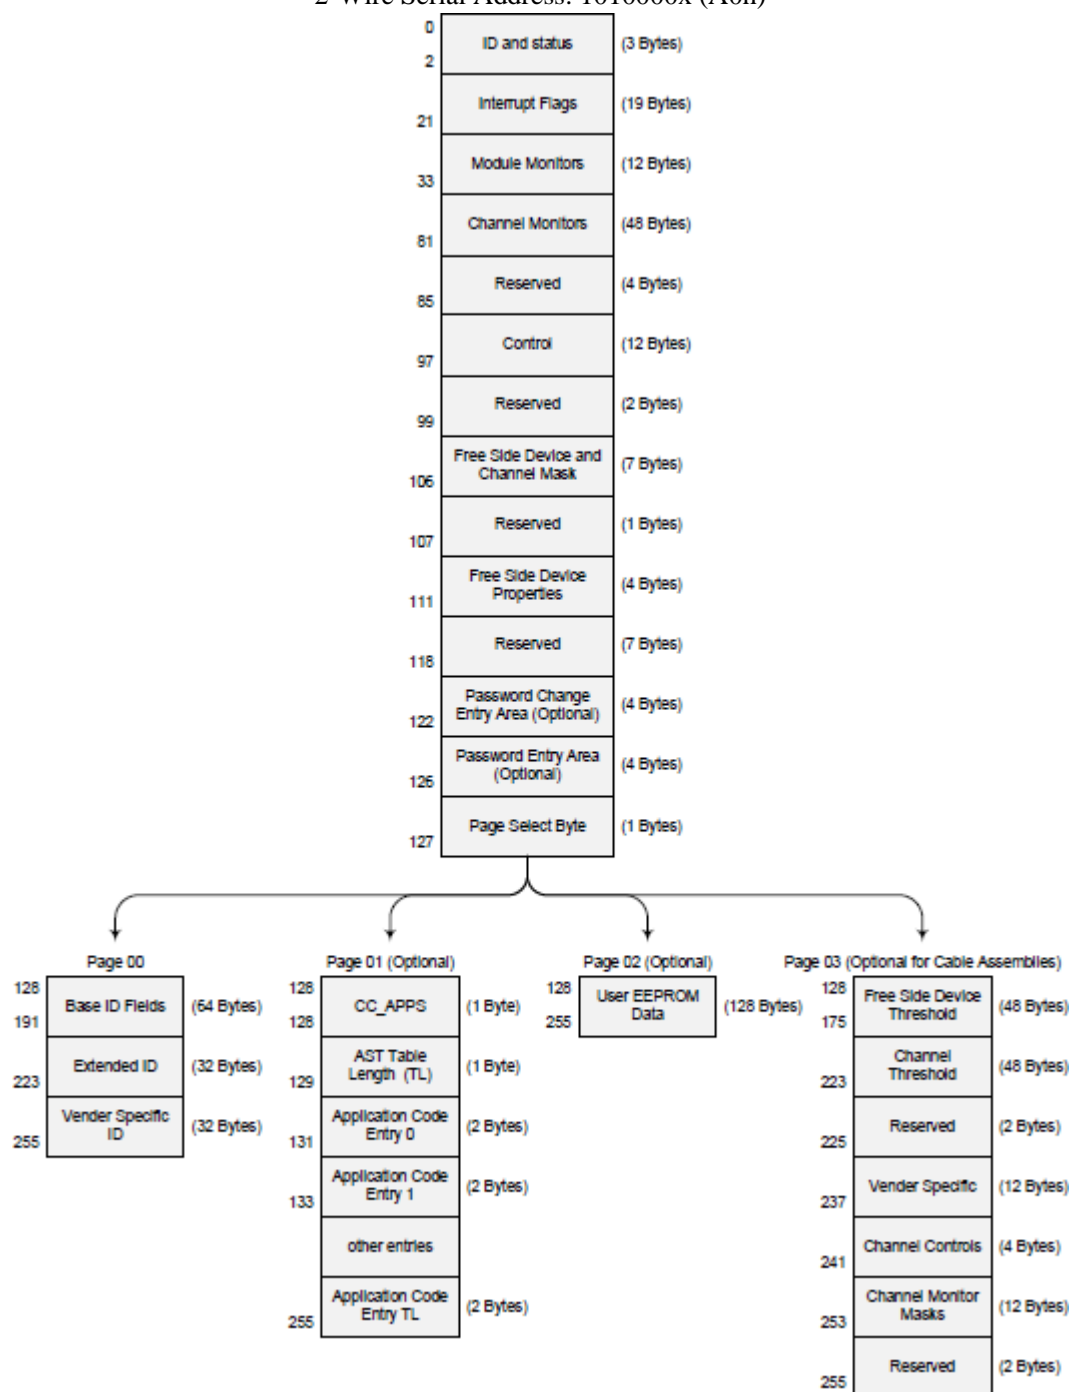 2-Wire Serial Address: 1010000x (A0h)
0
ID and status (3 Bytes)
2
Interrupt Flags (19 Bytes)
21
Module Monitors (12 Bytes)
33
Channel Monitors (48 Bytes)
81
Reserved (4 Bytes)
85
Control (12 Bytes)
97
Reserved (2 Bytes)
99
Free Side Device and
Channel Mask (7 Bytes)
106
Reserved (1 Bytes)
107
Free Side Device
Properties (4 Bytes)
111
Reserved (7 Bytes)
118
Password Change
Entry Area (Optional) (4 Bytes)
122
Password Entry Area
(Optional) (4 Bytes)
126
Page Select Byte (1 Bytes)
127
Page 00
128
Base ID Fields (64 Bytes)
191
Extended ID (32 Bytes)
223
Vender Specific
ID (32 Bytes)
255
Page 01 (Optional)
128
CC_APPS (1 Byte)
128
AST Table
Length (TL) (1 Byte)
129
Application Code
Entry 0 (2 Bytes)
131
Application Code
Entry 1 (2 Bytes)
133
other entries
Application Code
Entry TL (2 Bytes)
255
Page 02 (Optional)
128
User EEPROM
Data (128 Bytes)
255
Page 03 (Optional for Cable Assemblies)
128
Free Side Device
Threshold (48 Bytes)
175
Channel
Threshold (48 Bytes)
223
Reserved (2 Bytes)
225
Vender Specific (12 Bytes)
237
Channel Controls (4 Bytes)
241
Channel Monitor
Masks (12 Bytes)
253
Reserved (2 Bytes)
255